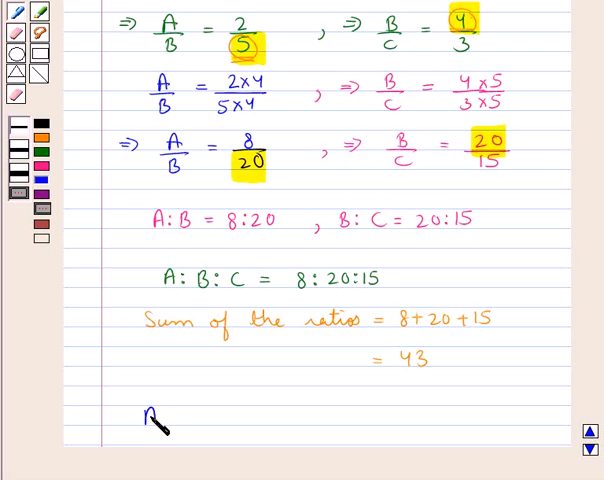 ⇒ A/B = 2/5 , ⇒ B/C = 4/3
A/B = 2×4/5×4 , ⇒ B/C = 4×5/3×5
⇒ A/B = 8/20 , ⇒ B/C = 20/15
A:B = 8:20 , B:C = 20:15
A:B:C = 8:20:15
Sum of the ratios = 8+20+15
= 43
A